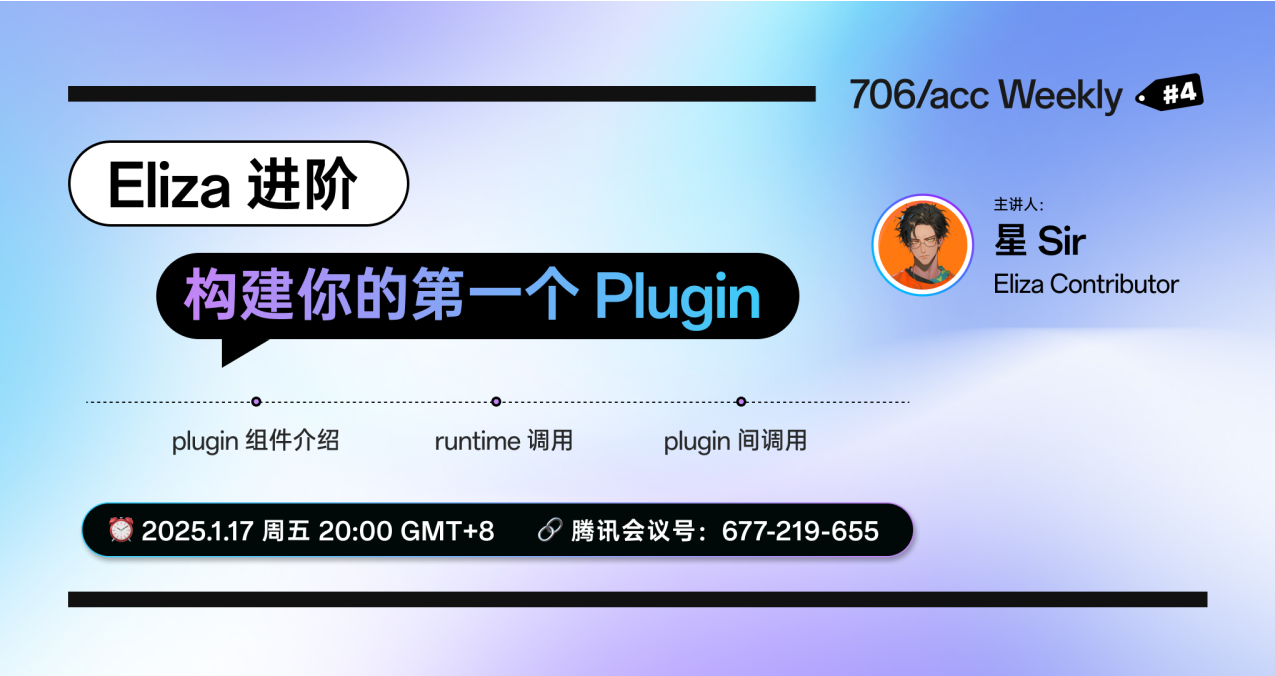 706/acc Weekly #4
Eliza 进阶
构建你的第一个 Plugin
主讲人：
星 Sir
Eliza Contributor
plugin 组件介绍
runtime 调用
plugin 间调用
2025.1.17 周五 20:00 GMT+8
腾讯会议号：677-219-655